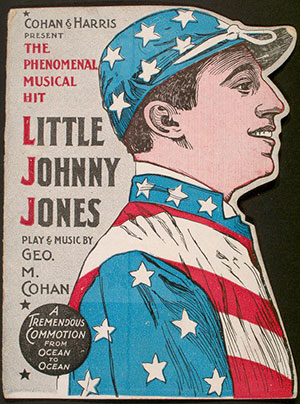 COHAN & HARRIS
PRESENT
THE
PHENOMENAL
MUSICAL
HIT
LITTLE
JOHNNY
JONES
PLAY & MUSIC BY
GEO.
M.
COHAN
A
TREMENDOUS
COMMOTION
FROM
OCEAN
TO
OCEAN